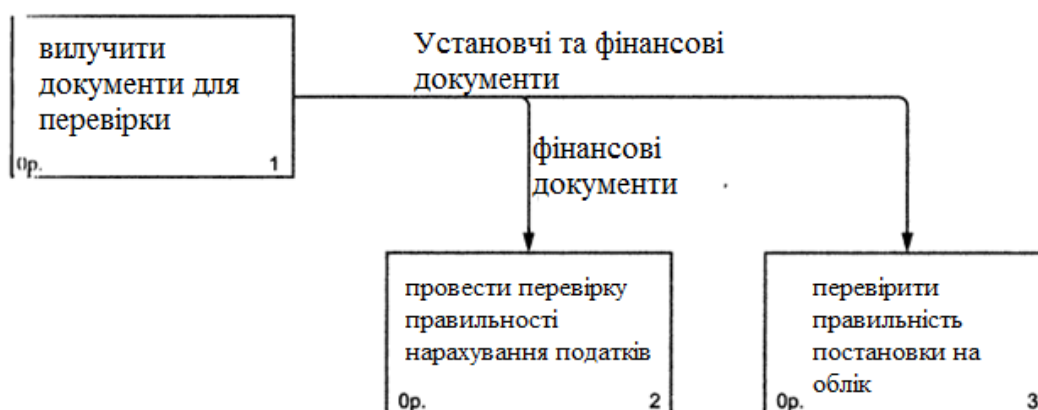 вилучити
документи для
перевірки
0р. 1
Установчі та фінансові
документи
фінансові
документи
провести перевірку
правильності
нарахування податків
0р. 2
перевірити
правильність
постановки на
облік
0р. 3